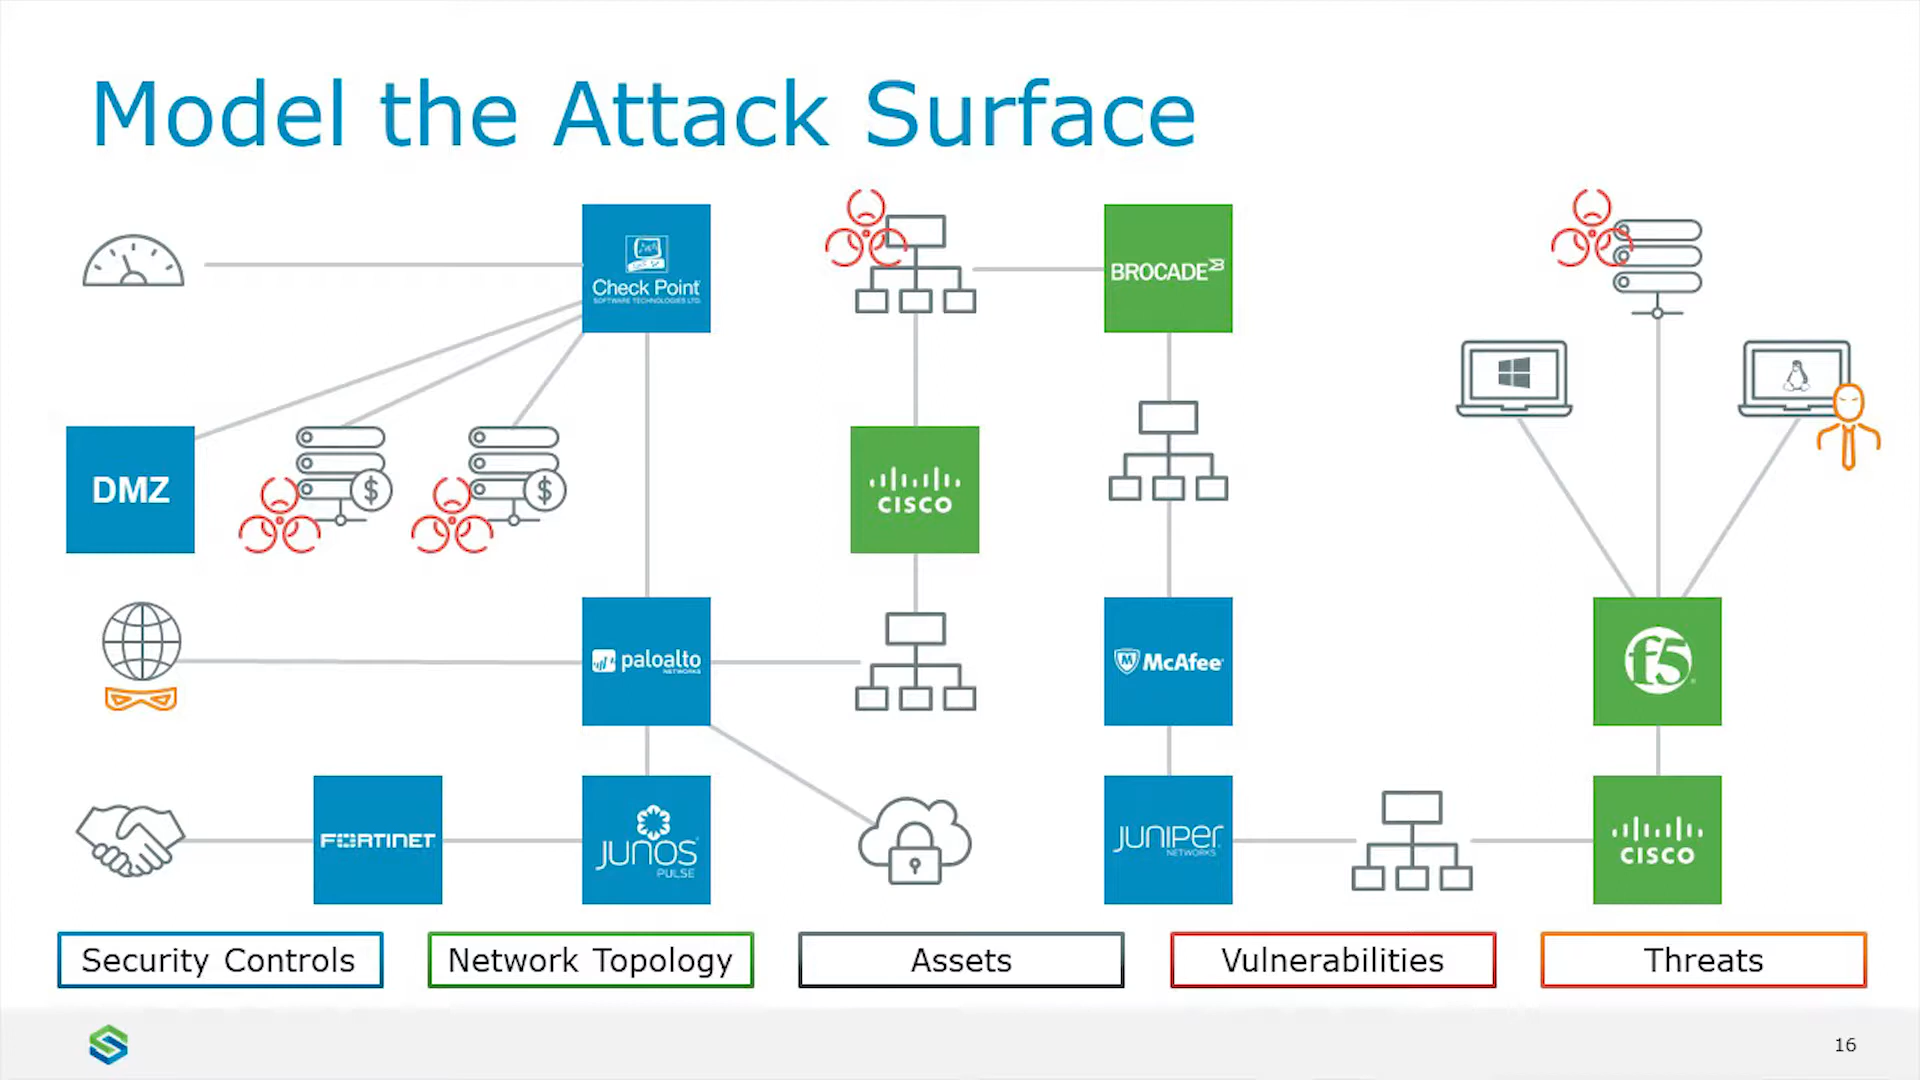 Model the Attack Surface
Check Point
SOFTWARE TECHNOLOGIES LTD.
BROCADE
DMZ
$
$
CISCO
paloalto
NETWORKS
McAfee
f5
FORTINET
JUNOS
PULSE
JUNIPER
NETWORKS
CISCO
Security Controls
Network Topology
Assets
Vulnerabilities
Threats
16